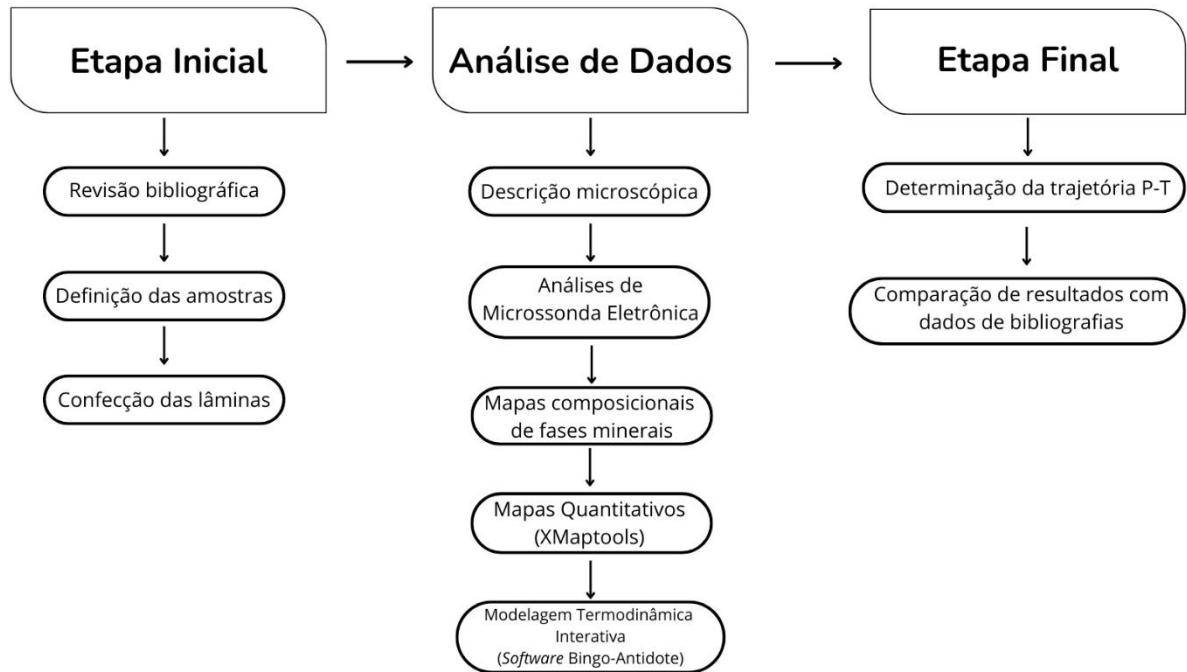 Etapa Inicial
Revisão bibliográfica
Definição das amostras
Confecção das lâminas
Análise de Dados
Descrição microscópica
Análises de
Microssonda Eletrônica
Mapas composicionais
de fases minerais
Mapas Quantitativos
(XMaptools)
Modelagem Termodinâmica
Interativa
(Software Bingo-Antidote)
Etapa Final
Determinação da trajetória P-T
Comparação de resultados com
dados de bibliografias